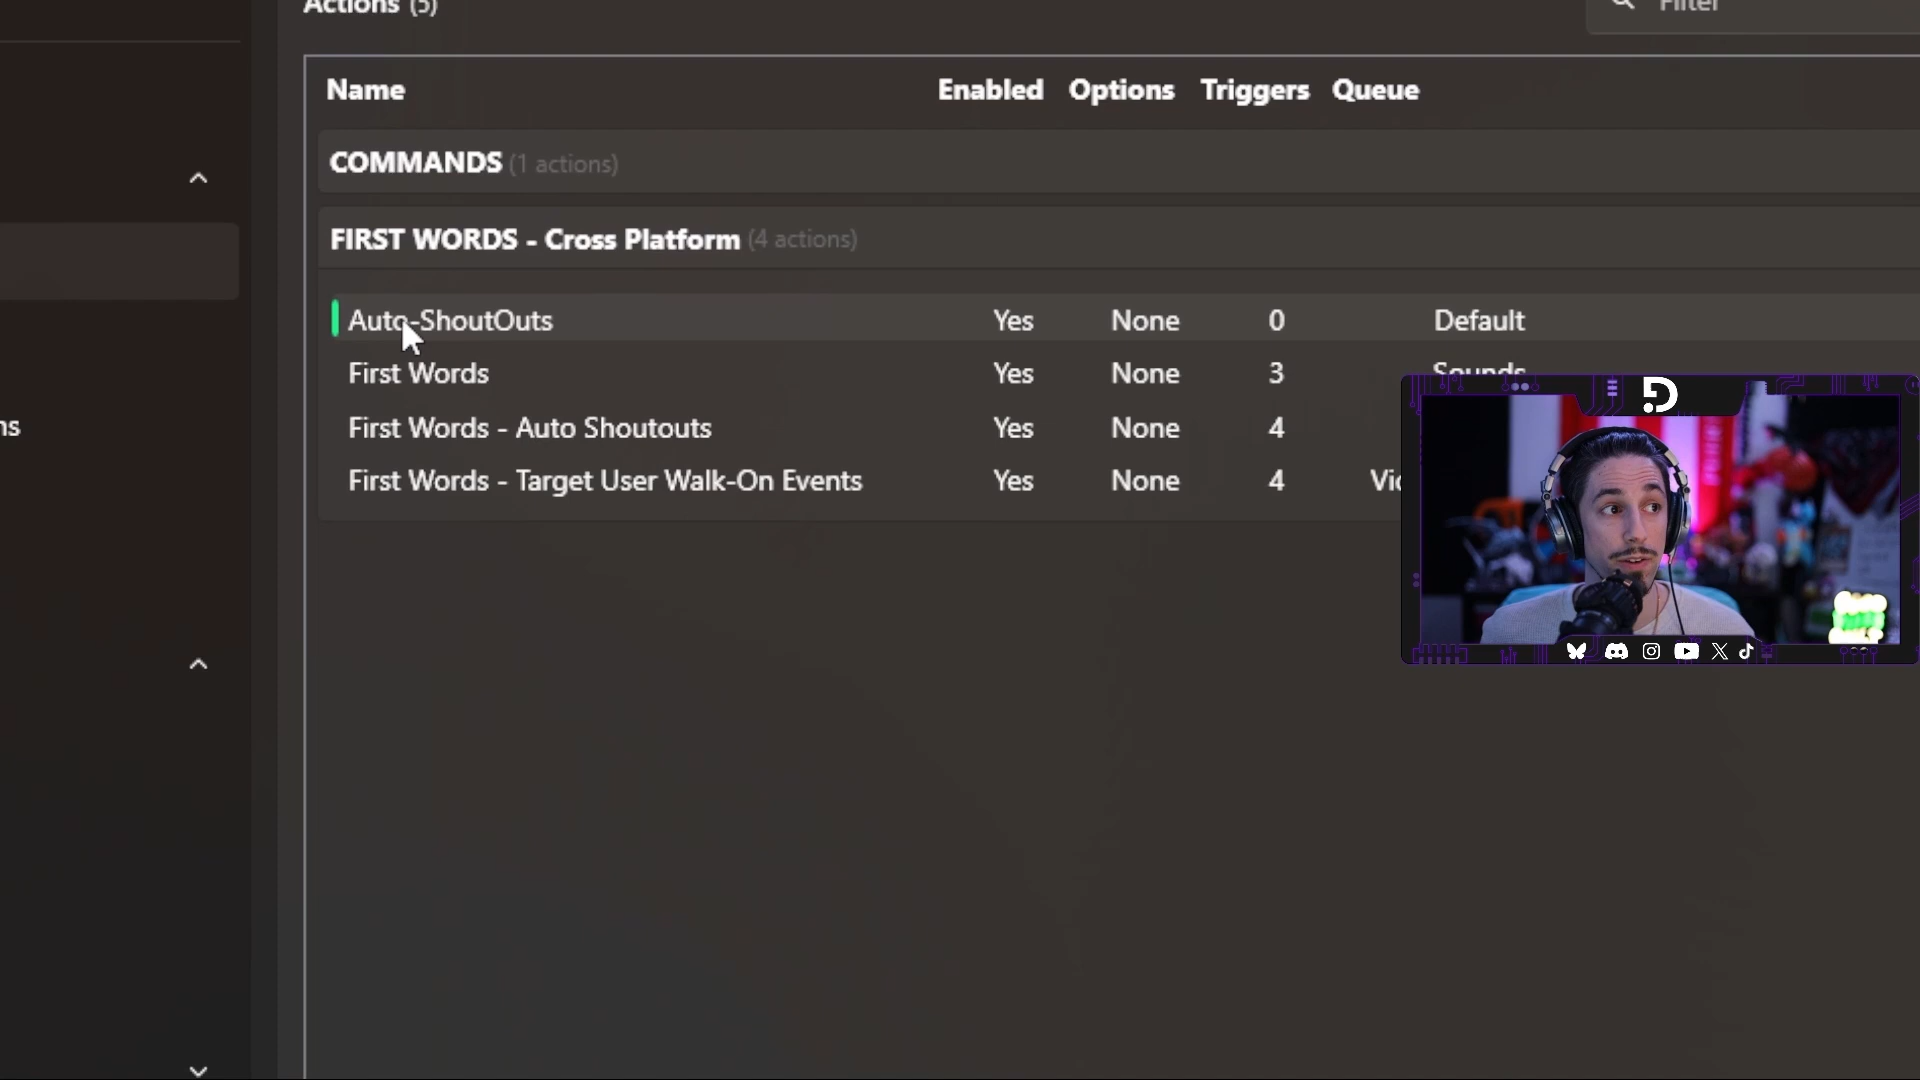 Actions (5)
Filter
Name Enabled Options Triggers Queue
COMMANDS (1 actions)
FIRST WORDS - Cross Platform (4 actions)
Auto-ShoutOuts Yes None 0 Default
First Words Yes None 3 Sounds
First Words - Auto Shoutouts Yes None 4
First Words - Target User Walk-On Events Yes None 4 Vic
ns